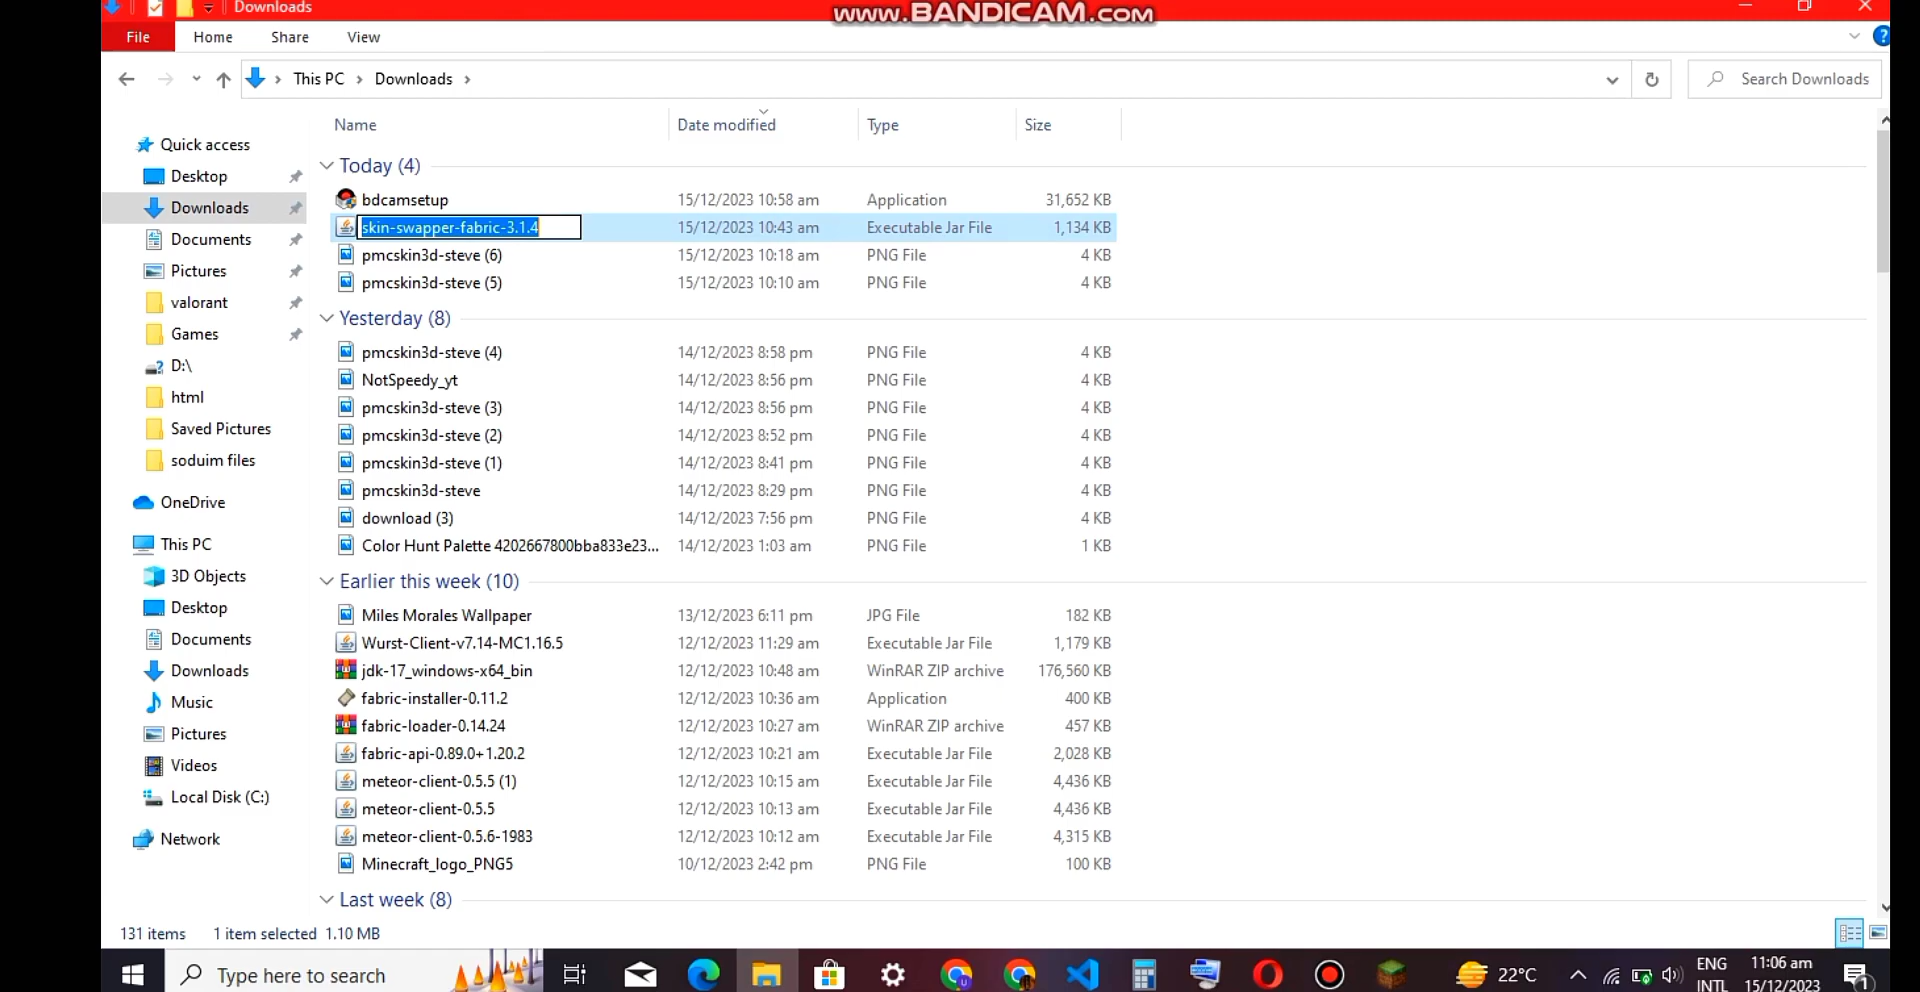 Downloads
www.BANDICAM.com
File Home Share View
This PC Downloads
Search Downloads
Name Date modified Type Size
Quick access
Desktop
Downloads
Documents
Pictures
valorant
Games
D:\
html
Saved Pictures
soduim files
OneDrive
This PC
3D Objects
Desktop
Documents
Downloads
Music
Pictures
Videos
Local Disk (C:)
Network
Today (4)
bdcamsetup 15/12/2023 10:58 am Application 31,652 KB
skin-swapper-fabric-3.1.4 15/12/2023 10:43 am Executable Jar File 1,134 KB
pmcskin3d-steve (6) 15/12/2023 10:18 am PNG File 4 KB
pmcskin3d-steve (5) 15/12/2023 10:10 am PNG File 4 KB
Yesterday (8)
pmcskin3d-steve (4) 14/12/2023 8:58 pm PNG File 4 KB
NotSpeedy_yt 14/12/2023 8:56 pm PNG File 4 KB
pmcskin3d-steve (3) 14/12/2023 8:56 pm PNG File 4 KB
pmcskin3d-steve (2) 14/12/2023 8:52 pm PNG File 4 KB
pmcskin3d-steve (1) 14/12/2023 8:41 pm PNG File 4 KB
pmcskin3d-steve 14/12/2023 8:29 pm PNG File 4 KB
download (3) 14/12/2023 7:56 pm PNG File 4 KB
Color Hunt Palette 4202667800bba833e23... 14/12/2023 1:03 am PNG File 1 KB
Earlier this week (10)
Miles Morales Wallpaper 13/12/2023 6:11 pm JPG File 182 KB
Wurst-Client-v7.14-MC1.16.5 12/12/2023 11:29 am Executable Jar File 1,179 KB
jdk-17_windows-x64_bin 12/12/2023 10:48 am WinRAR ZIP archive 176,560 KB
fabric-installer-0.11.2 12/12/2023 10:36 am Application 400 KB
fabric-loader-0.14.24 12/12/2023 10:27 am WinRAR ZIP archive 457 KB
fabric-api-0.89.0+1.20.2 12/12/2023 10:21 am Executable Jar File 2,028 KB
meteor-client-0.5.5 (1) 12/12/2023 10:15 am Executable Jar File 4,436 KB
meteor-client-0.5.5 12/12/2023 10:13 am Executable Jar File 4,436 KB
meteor-client-0.5.6-1983 12/12/2023 10:12 am Executable Jar File 4,315 KB
Minecraft_logo_PNG5 10/12/2023 2:42 pm PNG File 100 KB
Last week (8)
131 items 1 item selected 1.10 MB
Type here to search
22°C
ENG
INTL
11:06 am
15/12/2023
1